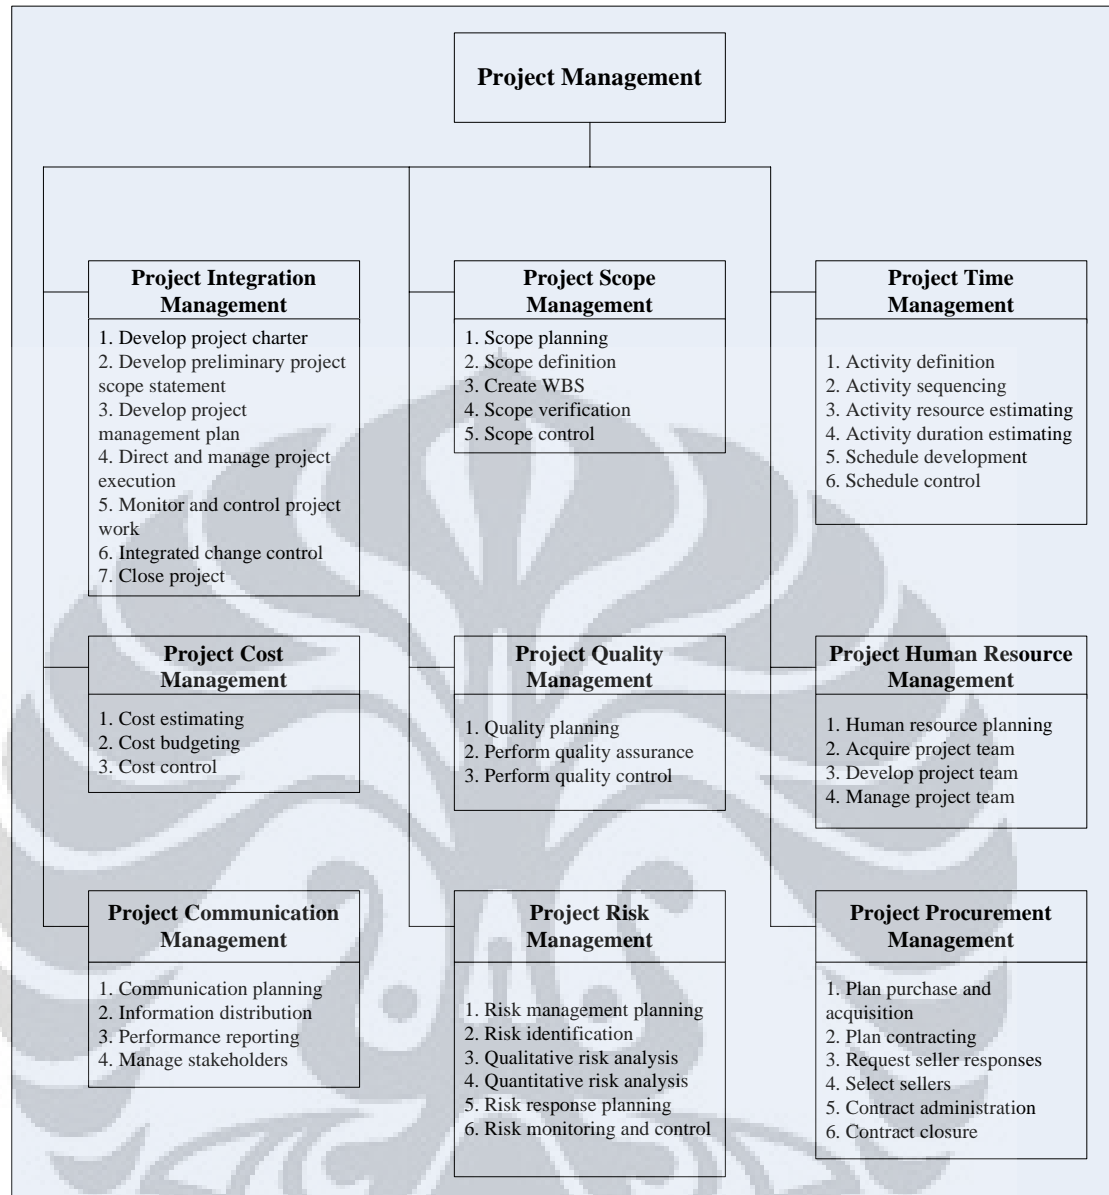 Project Management
Project Integration
Management
1. Develop project charter
2. Develop preliminary project
scope statement
3. Develop project
management plan
4. Direct and manage project
execution
5. Monitor and control project
work
6. Integrated change control
7. Close project
Project Scope
Management
1. Scope planning
2. Scope definition
3. Create WBS
4. Scope verification
5. Scope control
Project Time
Management
1. Activity definition
2. Activity sequencing
3. Activity resource estimating
4. Activity duration estimating
5. Schedule development
6. Schedule control
Project Cost
Management
1. Cost estimating
2. Cost budgeting
3. Cost control
Project Quality
Management
1. Quality planning
2. Perform quality assurance
3. Perform quality control
Project Human Resource
Management
1. Human resource planning
2. Acquire project team
3. Develop project team
4. Manage project team
Project Communication
Management
1. Communication planning
2. Information distribution
3. Performance reporting
4. Manage stakeholders
Project Risk
Management
1. Risk management planning
2. Risk identification
3. Qualitative risk analysis
4. Quantitative risk analysis
5. Risk response planning
6. Risk monitoring and control
Project Procurement
Management
1. Plan purchase and
acquisition
2. Plan contracting
3. Request seller responses
4. Select sellers
5. Contract administration
6. Contract closure